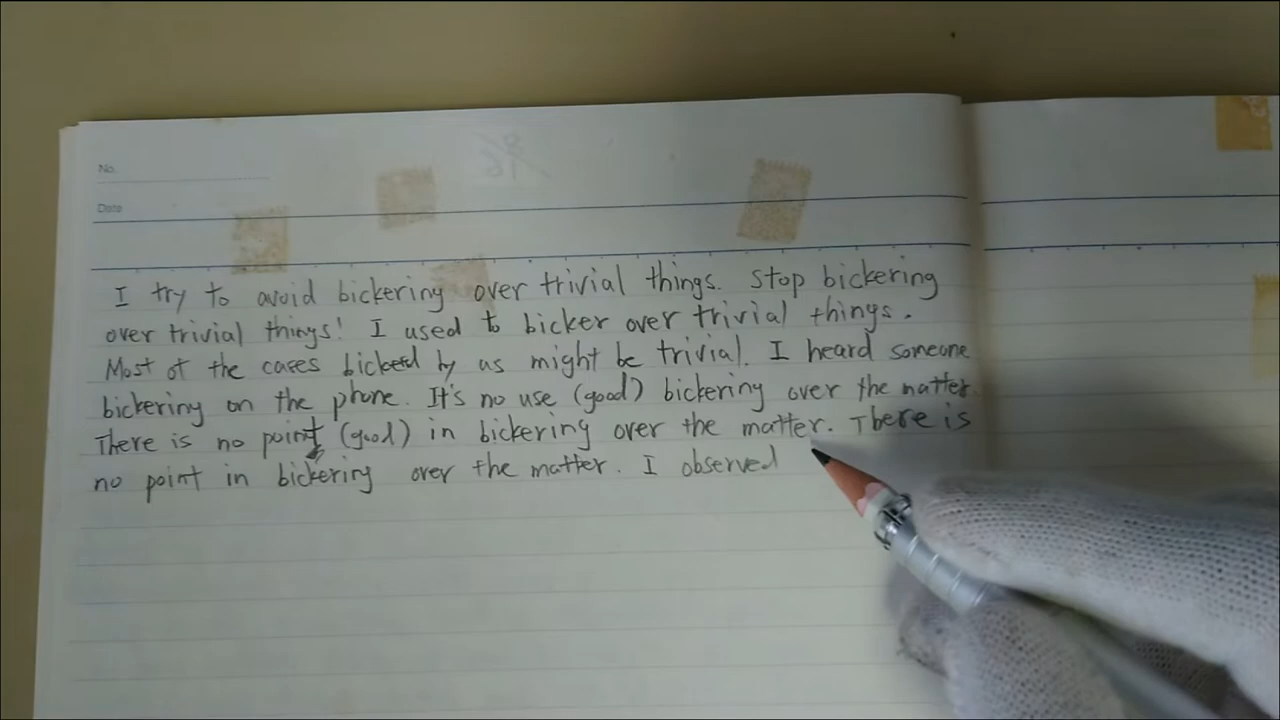 No.
Date
I try to avoid bickering over trivial things. Stop bickering
over trivial things! I used to bicker over trivial things.
Most of the cases bickered by us might be trivial. I heard someone
bickering on the phone. It's no use (good) bickering over the matter.
There is no point (good) in bickering over the matter. There is
no point in bickering over the matter. I observed